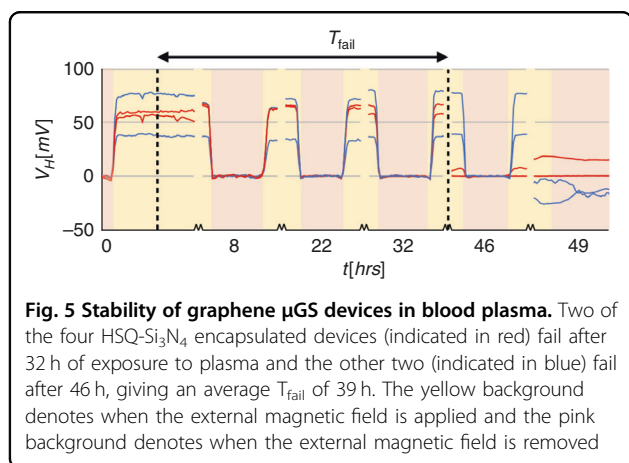 T_fail
100
50
0
−50
V_H[mV]
0
8
22
32
46
49
t[hrs]
Fig. 5 Stability of graphene μGS devices in blood plasma. Two of
the four HSQ-Si₃N₄ encapsulated devices (indicated in red) fail after
32 h of exposure to plasma and the other two (indicated in blue) fail
after 46 h, giving an average T_fail of 39 h. The yellow background
denotes when the external magnetic field is applied and the pink
background denotes when the external magnetic field is removed